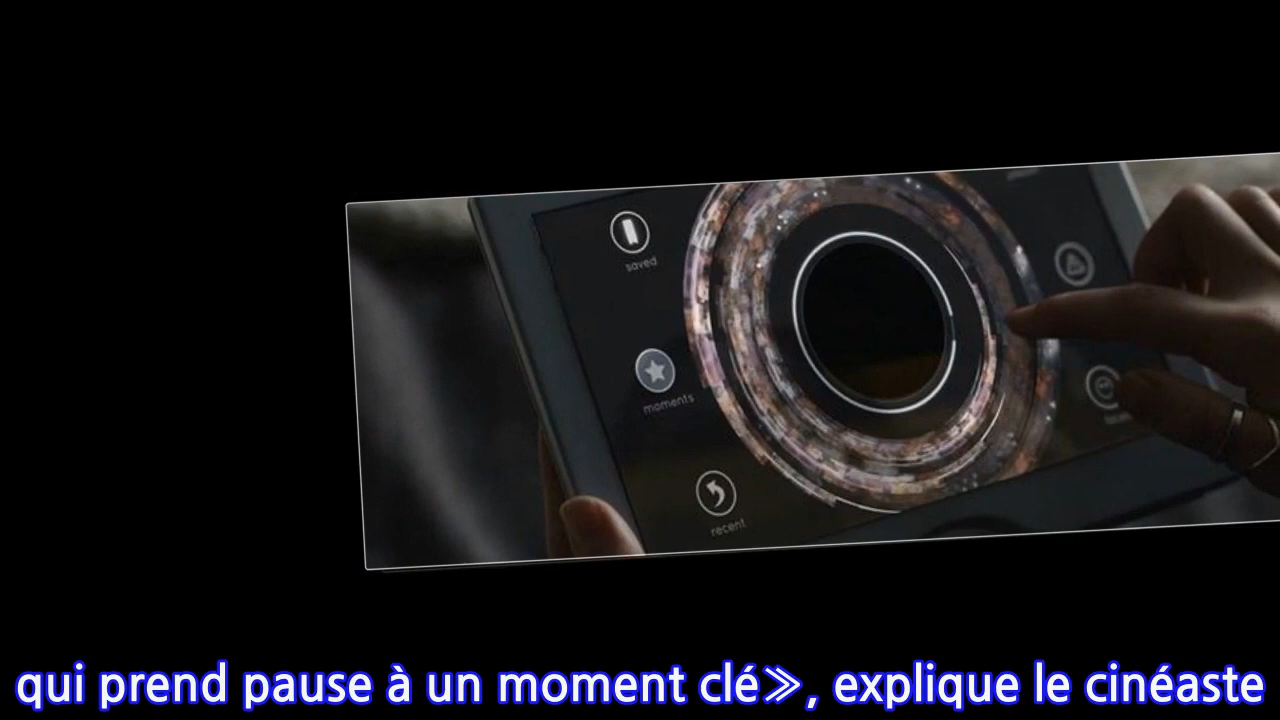 saved
moments
recent
qui prend pause à un moment clé≫, explique le cinéaste